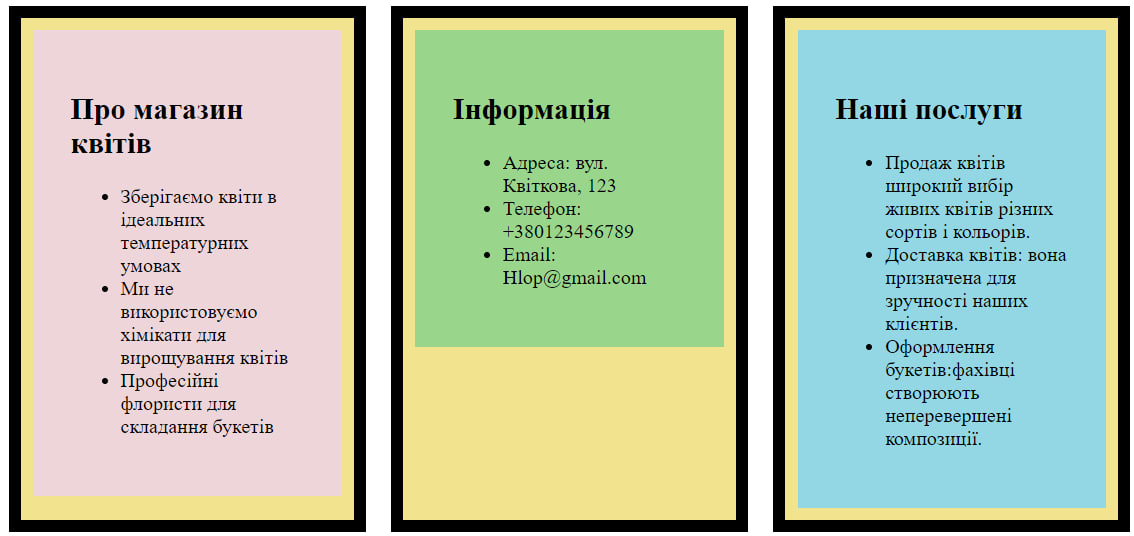 Про магазин
квітів
Зберігаємо квіти в
ідеальних
температурних
умовах
Ми не
використовуємо
хімікати для
вирощування квітів
Професійні
флористи для
складання букетів
Інформація
Адреса: вул.
Квіткова, 123
Телефон:
+380123456789
Email:
Hlop@gmail.com
Наші послуги
Продаж квітів
широкий вибір
живих квітів різних
сортів і кольорів.
Доставка квітів: вона
призначена для
зручності наших
клієнтів.
Оформлення
букетів:фахівці
створюють
неперевершені
композиції.